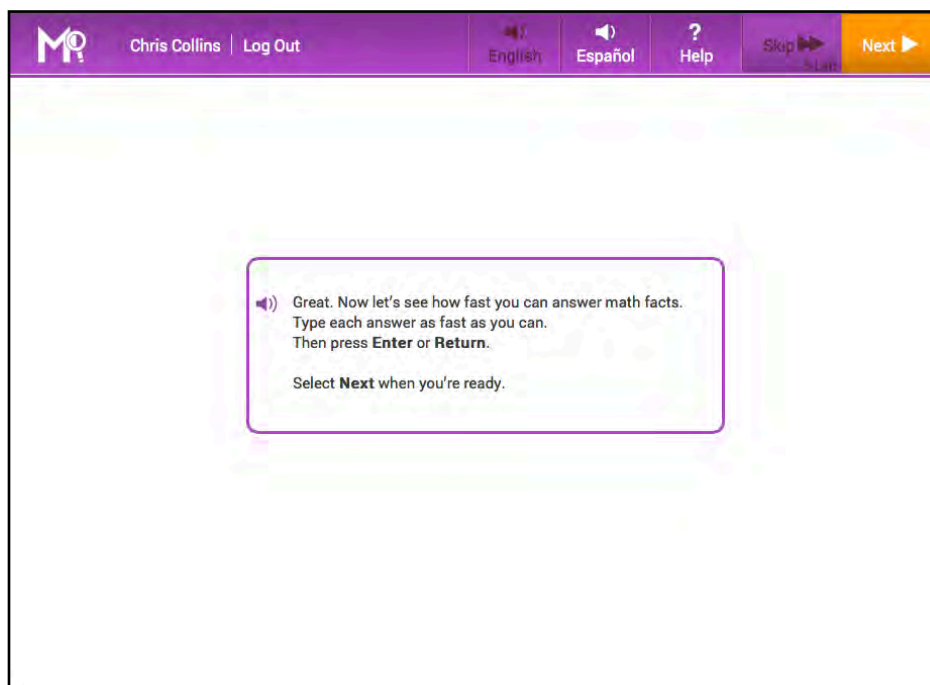 MI
Chris Collins | Log Out
English
Español
?
Help
Skip
Next
Great. Now let's see how fast you can answer math facts.
Type each answer as fast as you can.
Then press Enter or Return.
Select Next when you're ready.